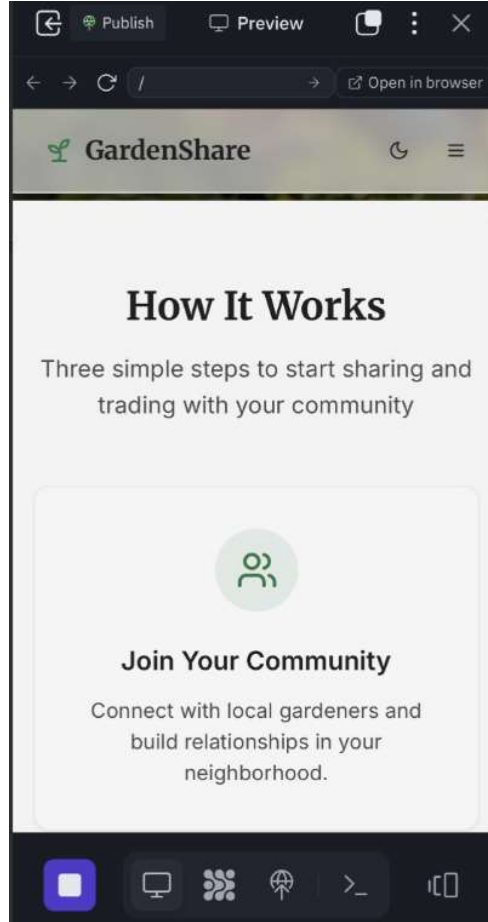 Publish
Preview
/
Open in browser
GardenShare
How It Works
Three simple steps to start sharing and
trading with your community
Join Your Community
Connect with local gardeners and
build relationships in your
neighborhood.